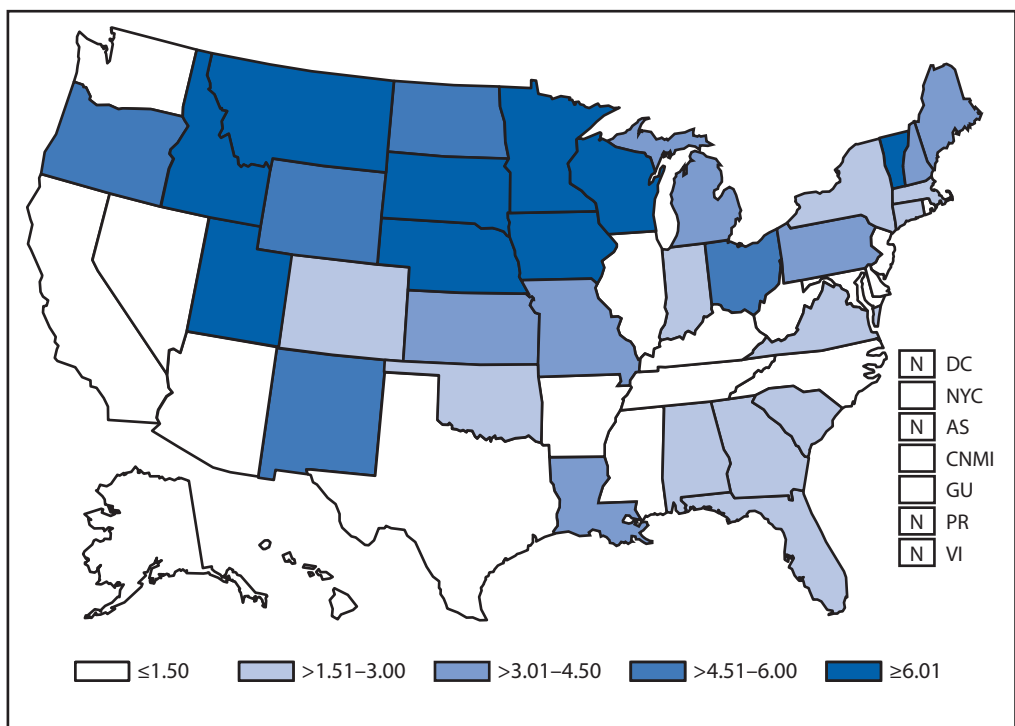 N DC
NYC
N AS
CNMI
GU
N PR
N VI
≤1.50 >1.51–3.00 >3.01–4.50 >4.51–6.00 ≥6.01